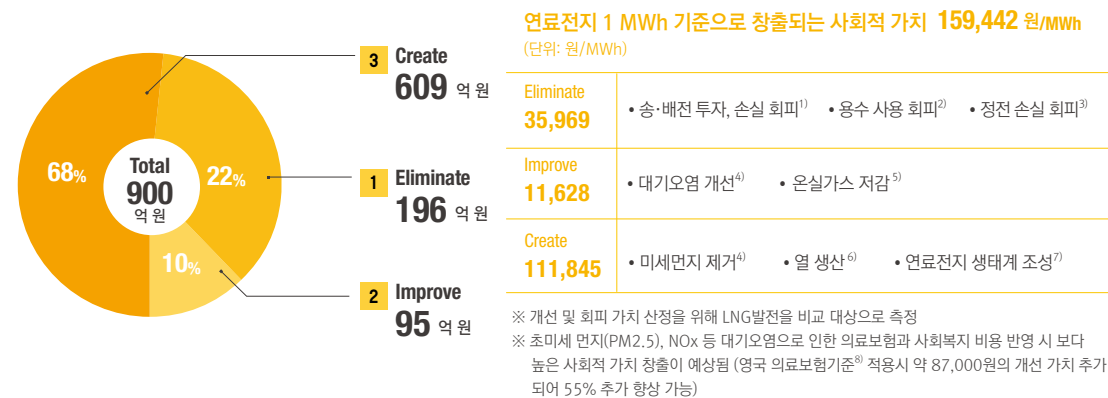 68%
22%
10%
Total
900
억 원
3 Create
609 억 원
1 Eliminate
196 억 원
2 Improve
95 억 원
연료전지 1 MWh 기준으로 창출되는 사회적 가치 159,442 원/MWh
(단위: 원/MWh)
Eliminate
35,969
• 송·배전 투자, 손실 회피1) • 용수 사용 회피2) • 정전 손실 회피3)
Improve
11,628
• 대기오염 개선4) • 온실가스 저감5)
Create
111,845
• 미세먼지 제거4) • 열 생산6) • 연료전지 생태계 조성7)
※ 개선 및 회피 가치 산정을 위해 LNG발전을 비교 대상으로 측정
※ 초미세 먼지(PM2.5), NOx 등 대기오염으로 인한 의료보험과 사회복지 비용 반영 시 보다
높은 사회적 가치 창출이 예상됨 (영국 의료보험기준8) 적용시 약 87,000원의 개선 가치 추가
되어 55% 추가 향상 가능)